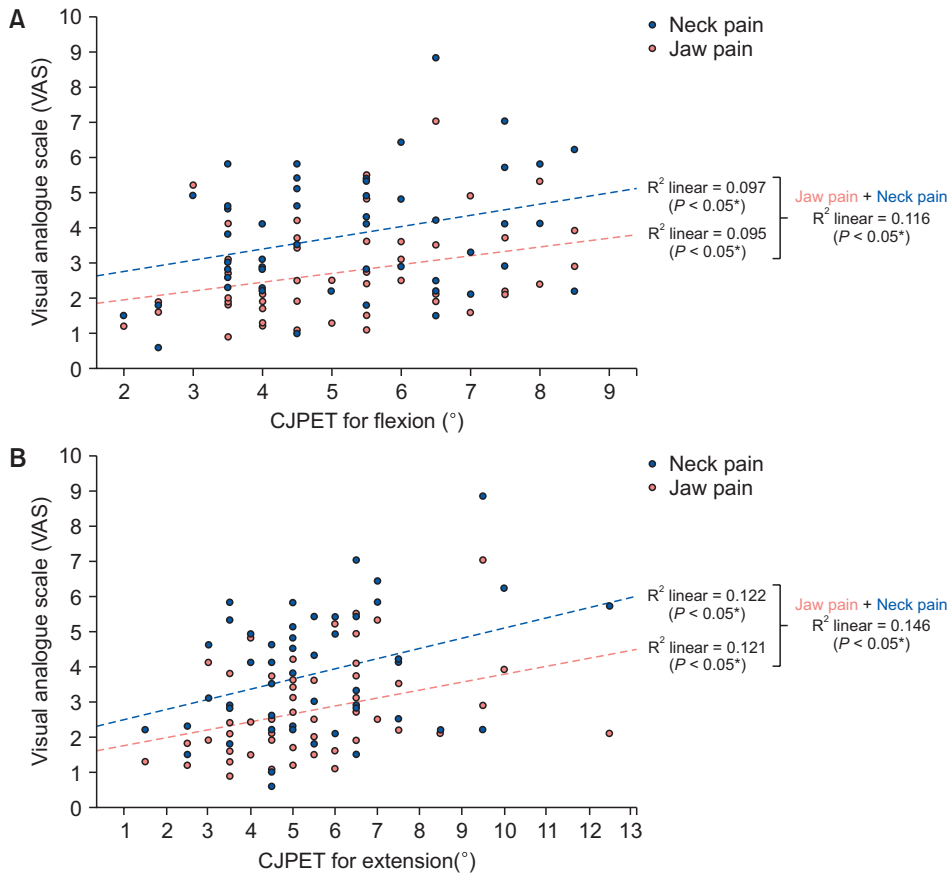 A
Neck pain
Jaw pain
10
9
8
7
6
5
4
3
2
1
0
Visual analogue scale (VAS)
2 3 4 5 6 7 8 9
CJPET for flexion (°)
R² linear = 0.097
(P < 0.05*)
R² linear = 0.095
(P < 0.05*)
Jaw pain + Neck pain
R² linear = 0.116
(P < 0.05*)
B
Neck pain
Jaw pain
10
9
8
7
6
5
4
3
2
1
0
Visual analogue scale (VAS)
1 2 3 4 5 6 7 8 9 10 11 12 13
CJPET for extension(°)
R² linear = 0.122
(P < 0.05*)
R² linear = 0.121
(P < 0.05*)
Jaw pain + Neck pain
R² linear = 0.146
(P < 0.05*)